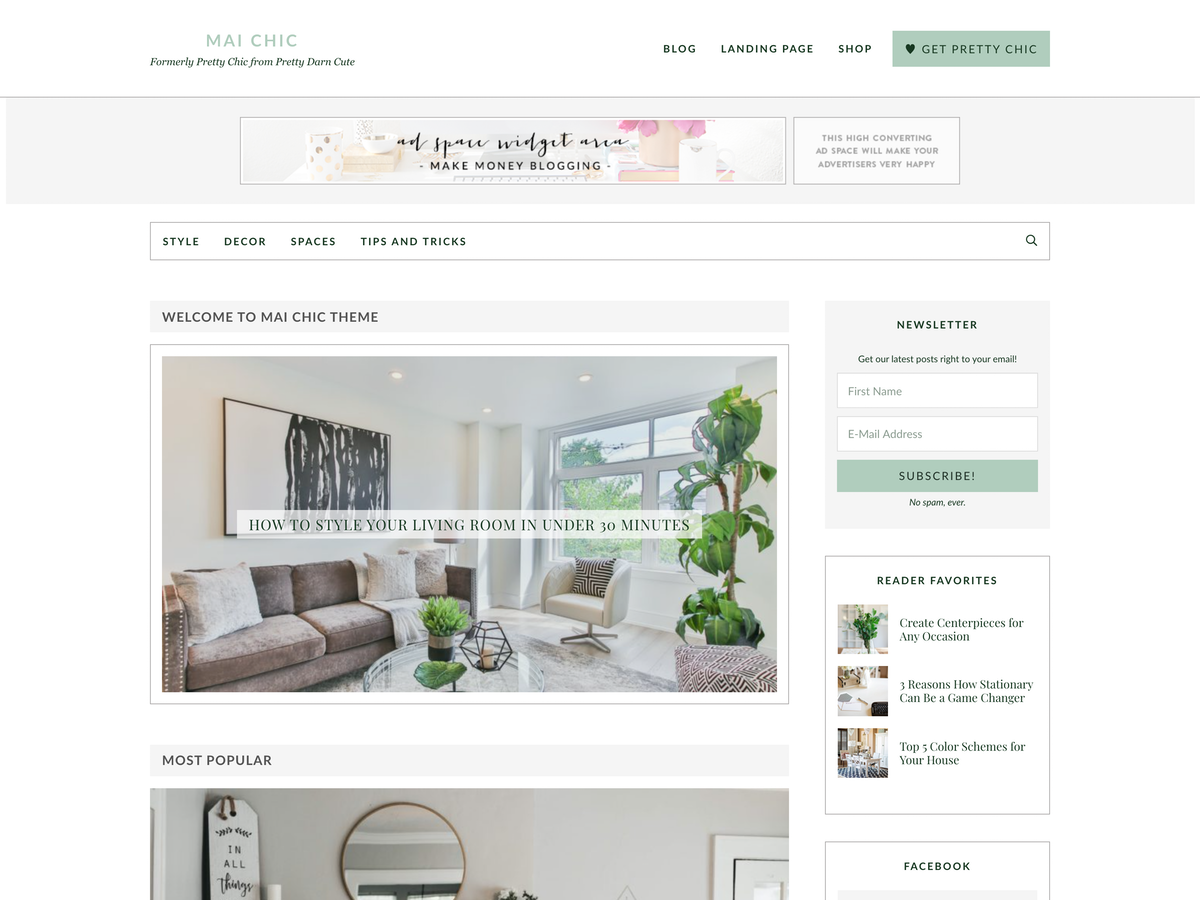 MAI CHIC
Formerly Pretty Chic from Pretty Darn Cute
BLOG
LANDING PAGE
SHOP
GET PRETTY CHIC
ad space widget area
- MAKE MONEY BLOGGING -
THIS HIGH CONVERTING
AD SPACE WILL MAKE YOUR
ADVERTISERS VERY HAPPY
STYLE
DECOR
SPACES
TIPS AND TRICKS
WELCOME TO MAI CHIC THEME
HOW TO STYLE YOUR LIVING ROOM IN UNDER 30 MINUTES
MOST POPULAR
IN
ALL
things
NEWSLETTER
Get our latest posts right to your email!
First Name
E-Mail Address
SUBSCRIBE!
No spam, ever.
READER FAVORITES
Create Centerpieces for
Any Occasion
3 Reasons How Stationary
Can Be a Game Changer
Top 5 Color Schemes for
Your House
FACEBOOK